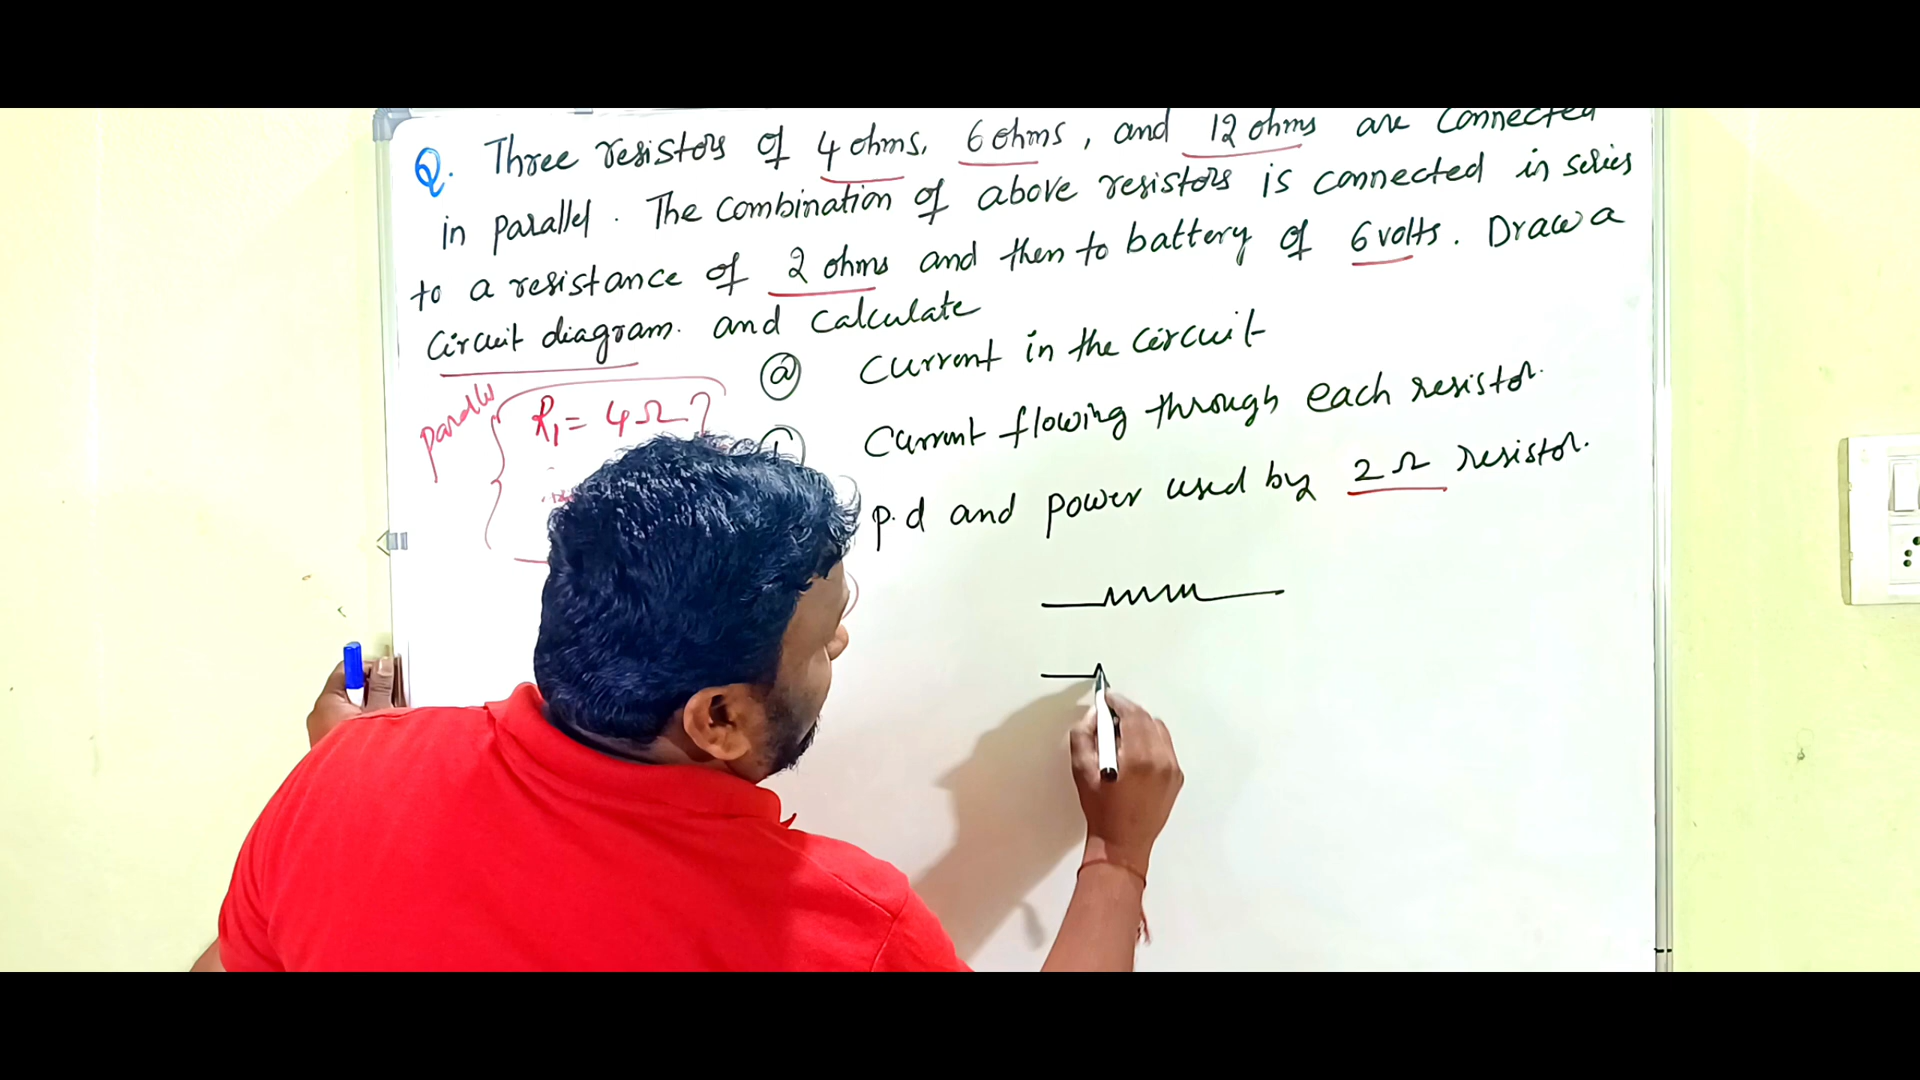 Q. Three resistors of 4 ohms, 6 ohms, and 12 ohms are connected
in parallel. The combination of above resistors is connected in series
to a resistance of 2 ohms and then to battery of 6 volts. Draw a
circuit diagram. and calculate
(a) Current in the circuit
Current flowing through each resistor.
p.d and power used by 2 Ω resistor.
parallel
R1 = 4Ω